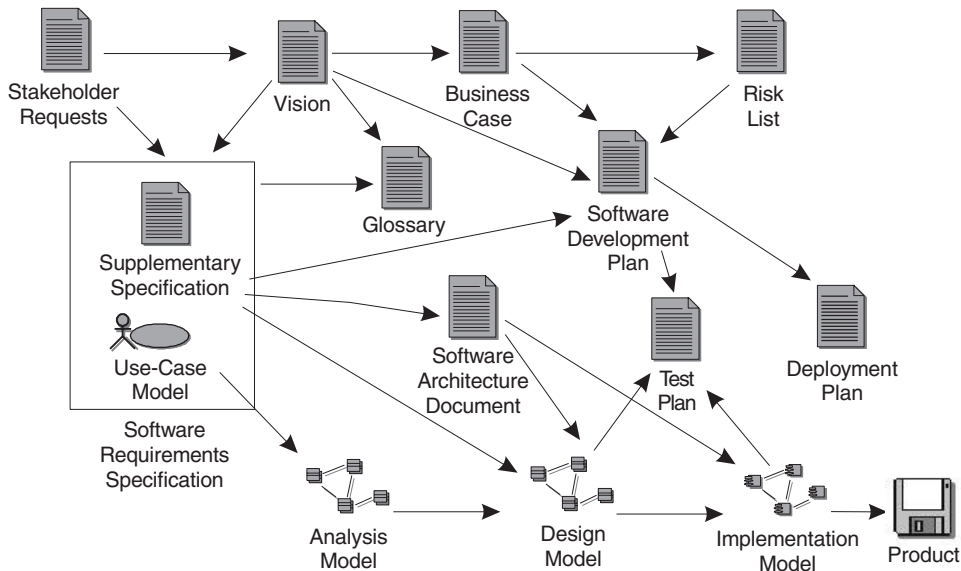 Stakeholder
Requests
Vision
Business
Case
Risk
List
Glossary
Software
Development
Plan
Supplementary
Specification
Use-Case
Model
Software
Requirements
Specification
Software
Architecture
Document
Test
Plan
Deployment
Plan
Analysis
Model
Design
Model
Implementation
Model
Product